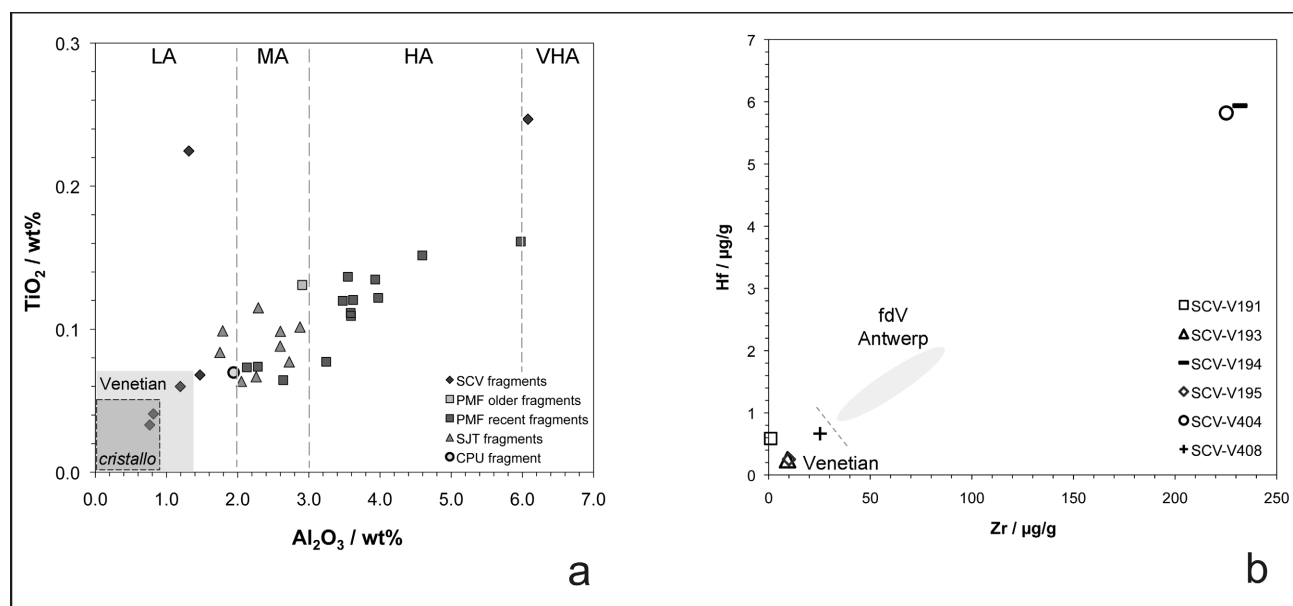 LA MA HA VHA
0.3
0.2
0.1
0.0
TiO2 / wt%
Venetian
cristallo
SCV fragments
PMF older fragments
PMF recent fragments
SJT fragments
CPU fragment
0.0 1.0 2.0 3.0 4.0 5.0 6.0 7.0
Al2O3 / wt%
a
7
6
5
4
3
2
1
0
Hf / µg/g
fdV
Antwerp
Venetian
SCV-V191
SCV-V193
SCV-V194
SCV-V195
SCV-V404
SCV-V408
0 50 100 150 200 250
Zr / µg/g
b